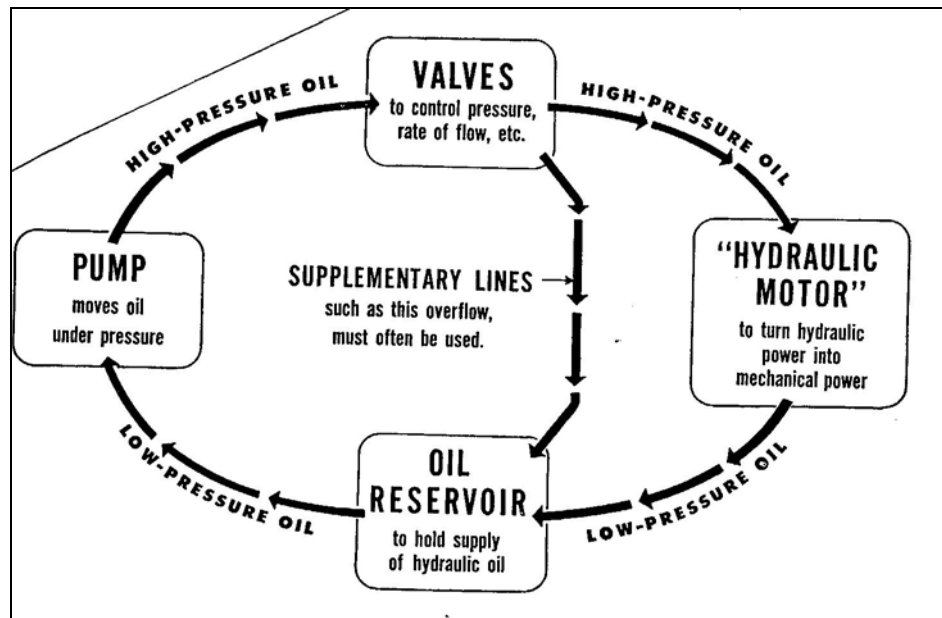 VALVES
to control pressure,
rate of flow, etc.
HIGH-PRESSURE OIL
HIGH-PRESSURE OIL
PUMP
moves oil
under pressure
SUPPLEMENTARY LINES
such as this overflow,
must often be used.
"HYDRAULIC
MOTOR"
to turn hydraulic
power into
mechanical power
LOW-PRESSURE OIL
OIL
RESERVOIR
to hold supply
of hydraulic oil
LOW-PRESSURE OIL